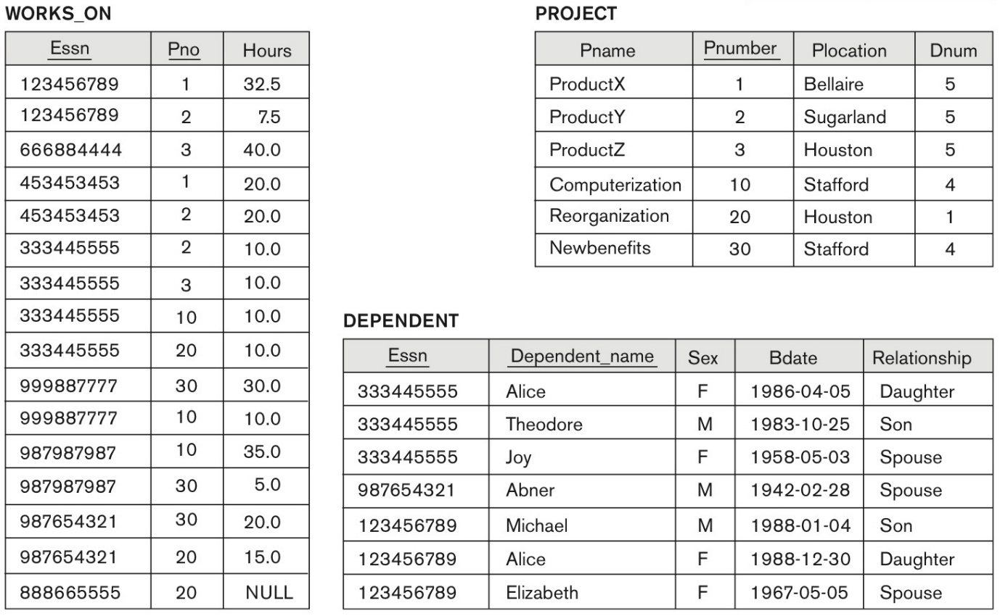 WORKS_ON
Essn Pno Hours
123456789 1 32.5
123456789 2 7.5
666884444 3 40.0
453453453 1 20.0
453453453 2 20.0
333445555 2 10.0
333445555 3 10.0
333445555 10 10.0
333445555 20 10.0
999887777 30 30.0
999887777 10 10.0
987987987 10 35.0
987987987 30 5.0
987654321 30 20.0
987654321 20 15.0
888665555 20 NULL
PROJECT
Pname Pnumber Plocation Dnum
ProductX 1 Bellaire 5
ProductY 2 Sugarland 5
ProductZ 3 Houston 5
Computerization 10 Stafford 4
Reorganization 20 Houston 1
Newbenefits 30 Stafford 4
DEPENDENT
Essn Dependent_name Sex Bdate Relationship
333445555 Alice F 1986-04-05 Daughter
333445555 Theodore M 1983-10-25 Son
333445555 Joy F 1958-05-03 Spouse
987654321 Abner M 1942-02-28 Spouse
123456789 Michael M 1988-01-04 Son
123456789 Alice F 1988-12-30 Daughter
123456789 Elizabeth F 1967-05-05 Spouse